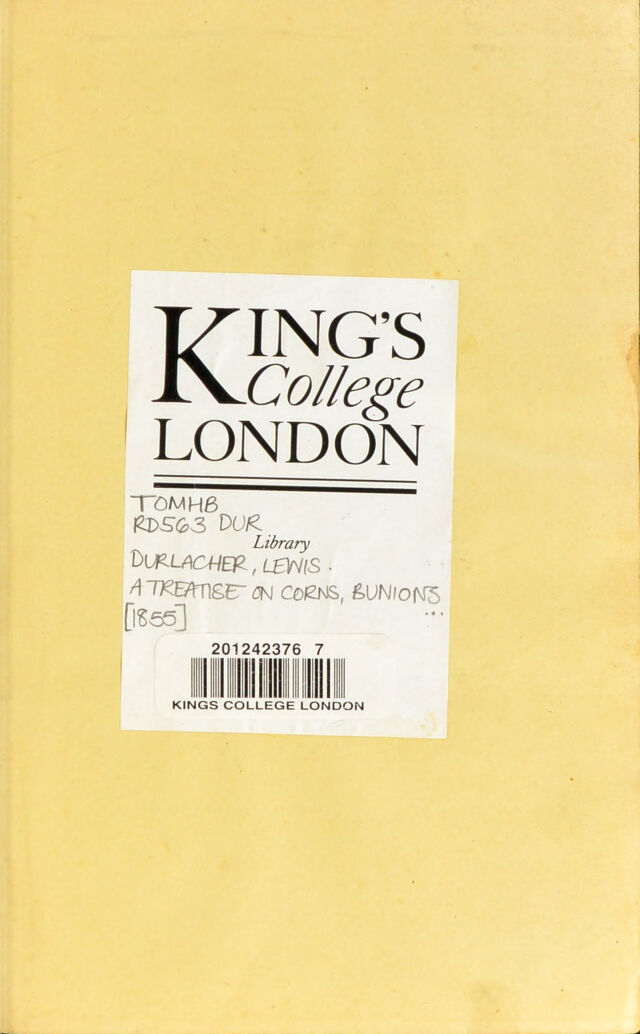 KING'S
College
LONDON
TOMHB
RD563 DUR
Library
DURLACHER, LEWIS.
A TREATISE ON CORNS, BUNIONS
...
[1855]
201242376 7
KINGS COLLEGE LONDON